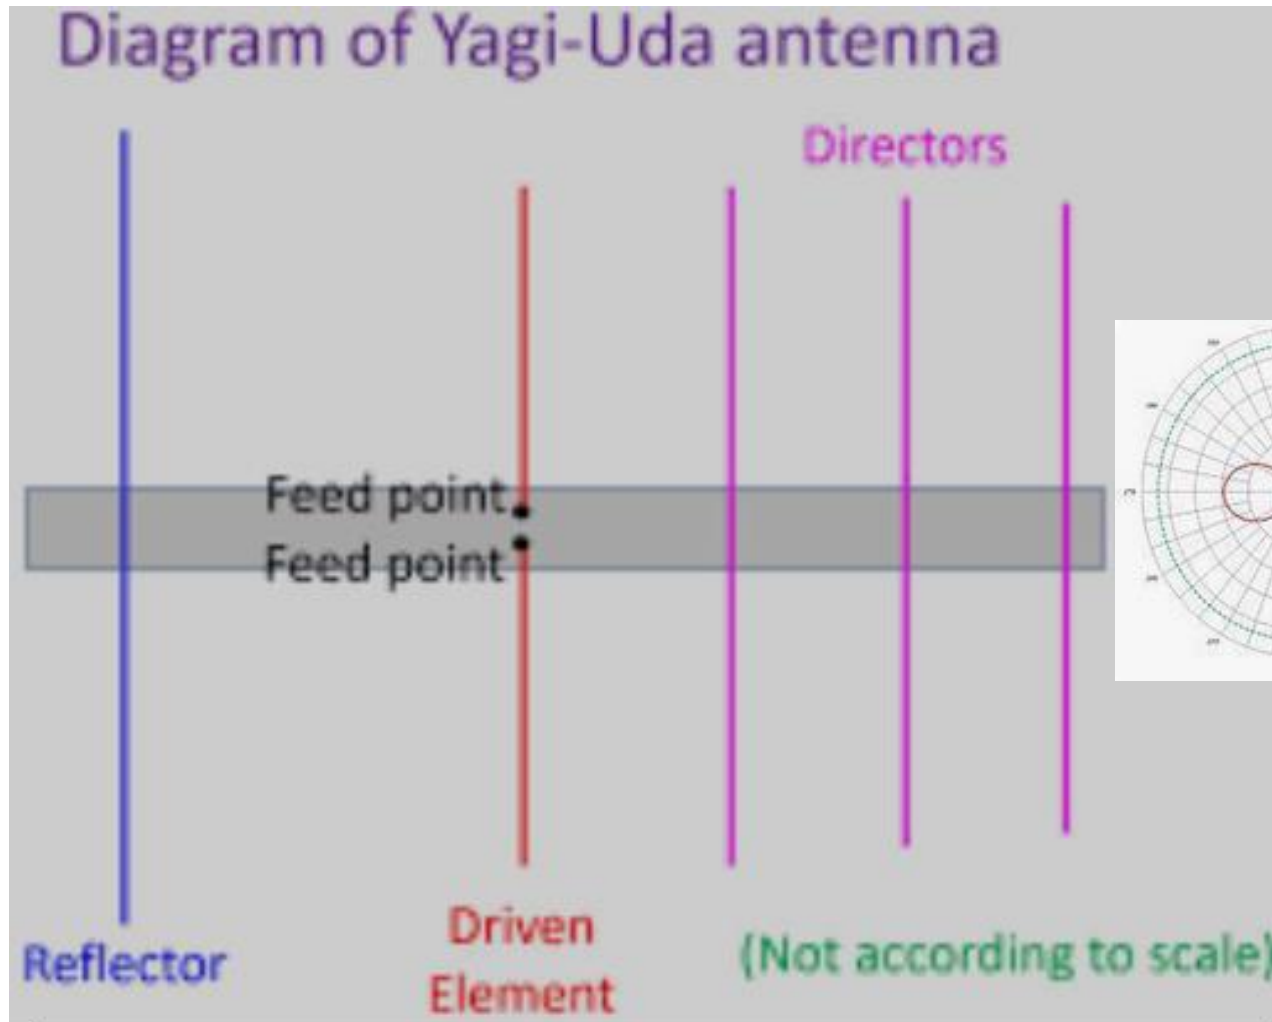 Diagram of Yagi-Uda antenna
Directors
Feed point
Feed point
Driven
Element
Reflector
(Not according to scale)